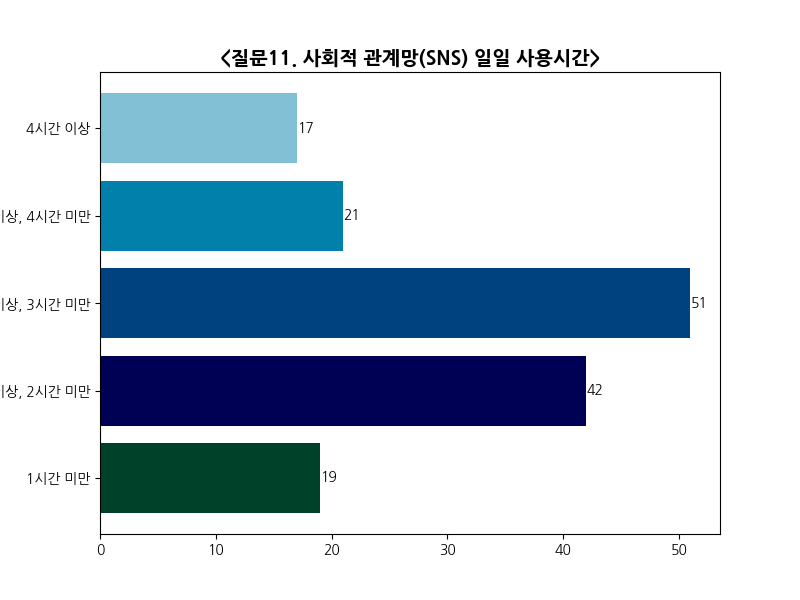 <질문11. 사회적 관계망(SNS) 일일 사용시간>
4시간 이상
17
이상, 4시간 미만
21
이상, 3시간 미만
51
이상, 2시간 미만
42
1시간 미만
19
0 10 20 30 40 50